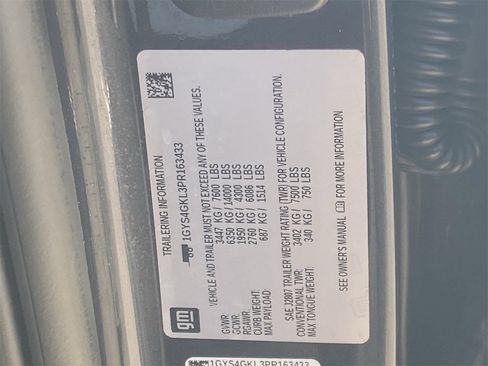 TRAILERING INFORMATION
1GYS4GKL3PR163433
VEHICLE AND TRAILER MUST NOT EXCEED ANY OF THESE VALUES.
GVWR: 3447 KG / 7600 LBS
GCWR: 6350 KG / 14000 LBS
RGAWR: 1950 KG / 4300 LBS
CURB WEIGHT: 2760 KG / 6086 LBS
MAX PAYLOAD: 687 KG / 1514 LBS
SAE J2807 TRAILER WEIGHT RATING (TWR) FOR VEHICLE CONFIGURATION.
CONVENTIONAL TWR: 3402 KG / 7500 LBS
MAX TONGUE WEIGHT: 340 KG / 750 LBS
SEE OWNER'S MANUAL FOR MORE INFORMATION
gm
1GYS4GKL3PR163433